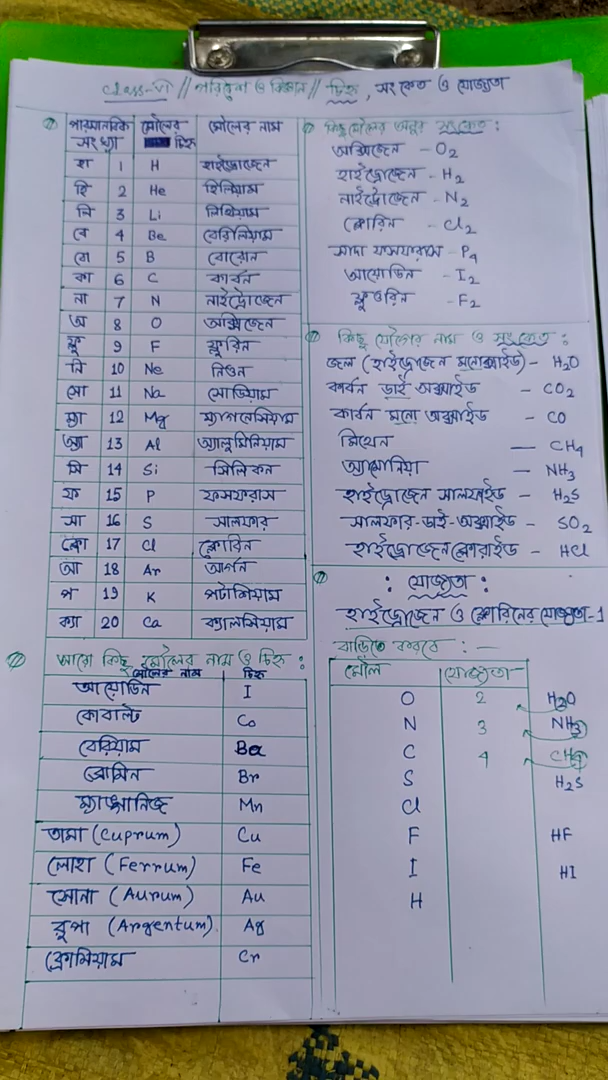 Class-VI // পরিবেশ ও বিজ্ঞান // চিহ্ন, সংকেত ও যোজ্যতা
পারমানবিক সংখ্যা মৌলের চিহ্ন মৌলের নাম
হা 1 H হাইড্রোজেন
হি 2 He হিলিয়াম
লি 3 Li লিথিয়াম
বে 4 Be বেরিলিয়াম
বো 5 B বোরোন
কা 6 C কার্বন
না 7 N নাইট্রোজেন
অ 8 O অক্সিজেন
ফ্লু 9 F ফ্লুরিন
নি 10 Ne নিওন
সো 11 Na সোডিয়াম
ম্যা 12 Mg ম্যাগনেসিয়াম
অ্যা 13 Al অ্যালুমিনিয়াম
সি 14 Si সিলিকন
ফ 15 P ফসফরাস
সা 16 S সালফার
ক্লো 17 Cl ক্লোরিন
আ 18 Ar আর্গন
প 19 K পটাশিয়াম
ক্যা 20 Ca ক্যালসিয়াম
আরো কিছু মৌলের নাম ও চিহ্ন :
মৌলের নাম চিহ্ন
আয়োডিন I
কোবাল্ট Co
বেরিয়াম Ba
ব্রোমিন Br
ম্যাঙ্গানিজ Mn
তামা (Cuprum) Cu
লোহা (Ferrum) Fe
সোনা (Aurum) Au
রুপা (Argentum) Ag
ক্রোমিয়াম Cr
কিছু মৌলের অনুর সংকেত :
অক্সিজেন - O2
হাইড্রোজেন - H2
নাইট্রোজেন - N2
ক্লোরিন - Cl2
সাদা ফসফরাস - P4
আয়োডিন - I2
ফ্লুওরিন - F2
কিছু যৌগের নাম ও সংকেত :
জল (হাইড্রোজেন মনোক্সাইড) - H2O
কার্বন ডাই অক্সাইড - CO2
কার্বন মনো অক্সাইড - CO
মিথেন - CH4
অ্যামোনিয়া - NH3
হাইড্রোজেন সালফাইড - H2S
সালফার-ডাই-অক্সাইড - SO2
হাইড্রোজেন ক্লোরাইড - HCl
: যোজ্যতা :
হাইড্রোজেন ও ক্লোরিনের যোজ্যতা-1
বাড়িতে করবে : —
মৌল যোজ্যতা
O 2 H2O
N 3 NH3
C 4 CH4
S H2S
Cl
F HF
I HI
H